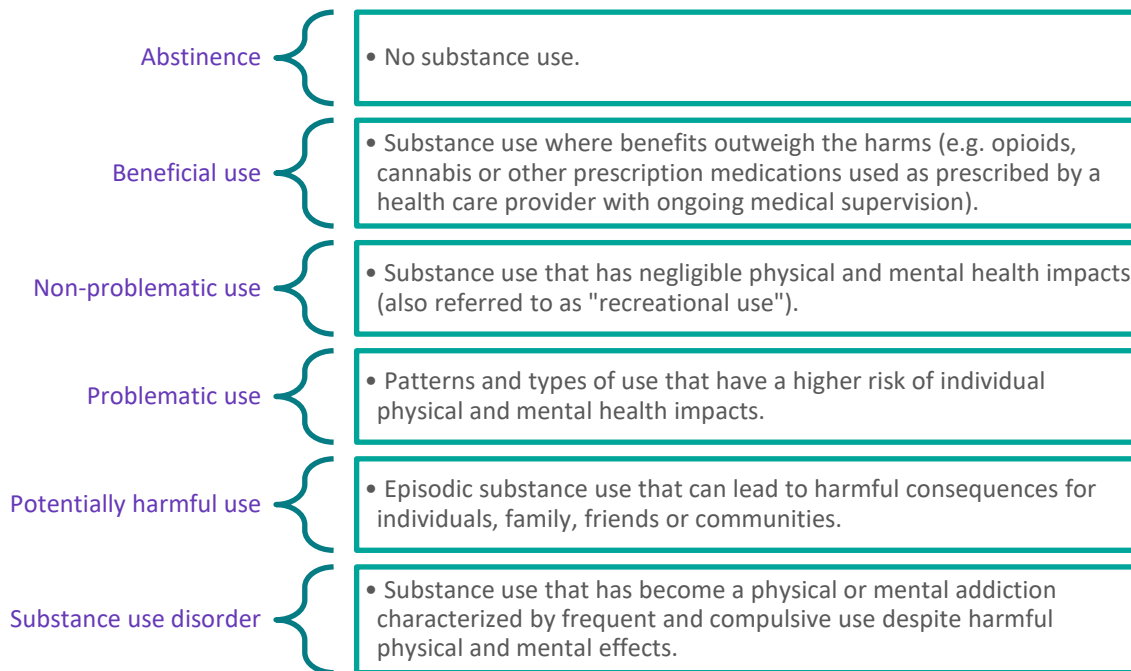 Abstinence
• No substance use.
Beneficial use
• Substance use where benefits outweigh the harms (e.g. opioids,
cannabis or other prescription medications used as prescribed by a
health care provider with ongoing medical supervision).
Non-problematic use
• Substance use that has negligible physical and mental health impacts
(also referred to as "recreational use").
Problematic use
• Patterns and types of use that have a higher risk of individual
physical and mental health impacts.
Potentially harmful use
• Episodic substance use that can lead to harmful consequences for
individuals, family, friends or communities.
Substance use disorder
• Substance use that has become a physical or mental addiction
characterized by frequent and compulsive use despite harmful
physical and mental effects.